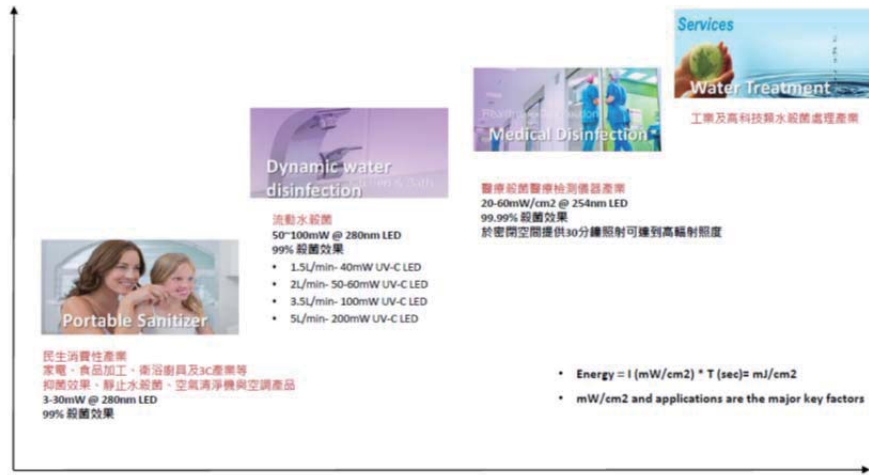 Services
Water Treatment
工業及高科技類水殺菌處理產業
Medical Disinfection
醫療殺菌醫療檢測儀器產業
20-60mW/cm2 @ 254nm LED
99.99% 殺菌效果
於密閉空間提供30分鐘照射可達到高輻射照度
Dynamic water
disinfection
流動水殺菌
50~100mW @ 280nm LED
99% 殺菌效果
• 1.5L/min- 40mW UV-C LED
• 2L/min- 50-60mW UV-C LED
• 3.5L/min- 100mW UV-C LED
• 5L/min- 200mW UV-C LED
Portable Sanitizer
民生消費性產業
家電、食品加工、衛浴廚具及3C產業等
抑菌效果、靜止水殺菌、空氣清淨機與空調產品
3-30mW @ 280nm LED
99% 殺菌效果
• Energy = I (mW/cm2) * T (sec)= mJ/cm2
• mW/cm2 and applications are the major key factors